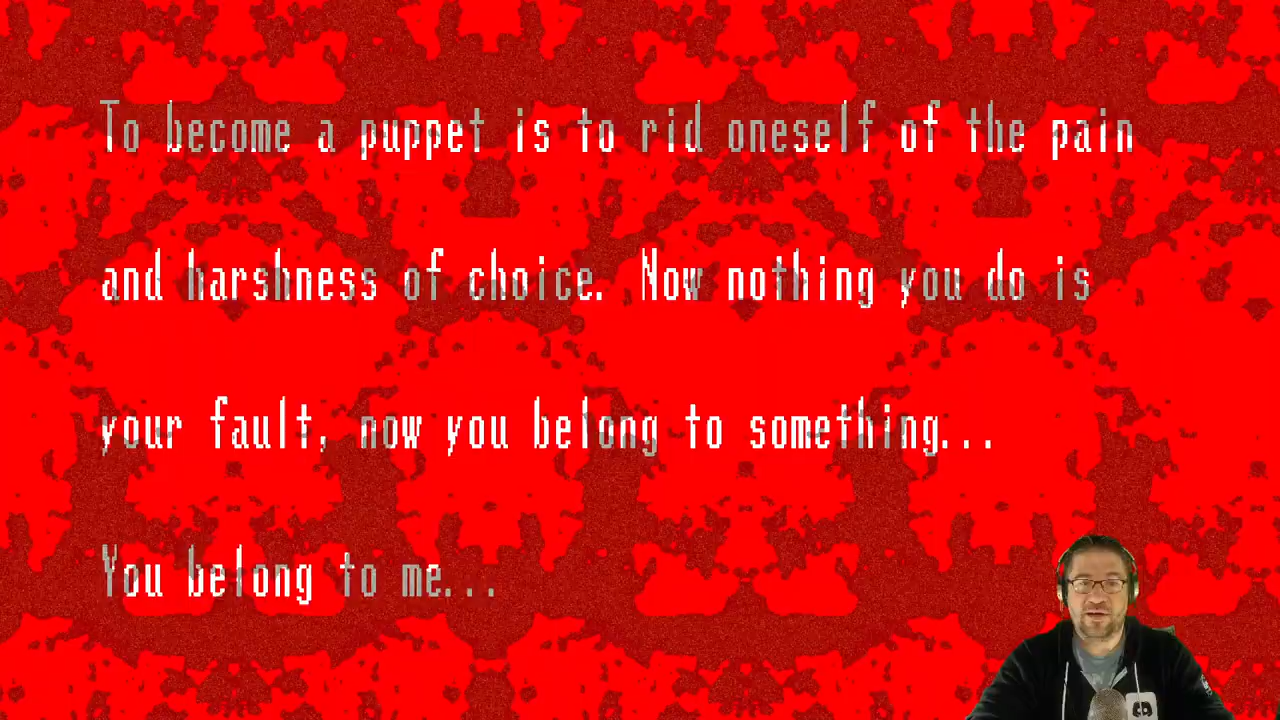 To become a puppet is to rid oneself of the pain
and harshness of choice. Now nothing you do is
your fault, now you belong to something...
You belong to me...